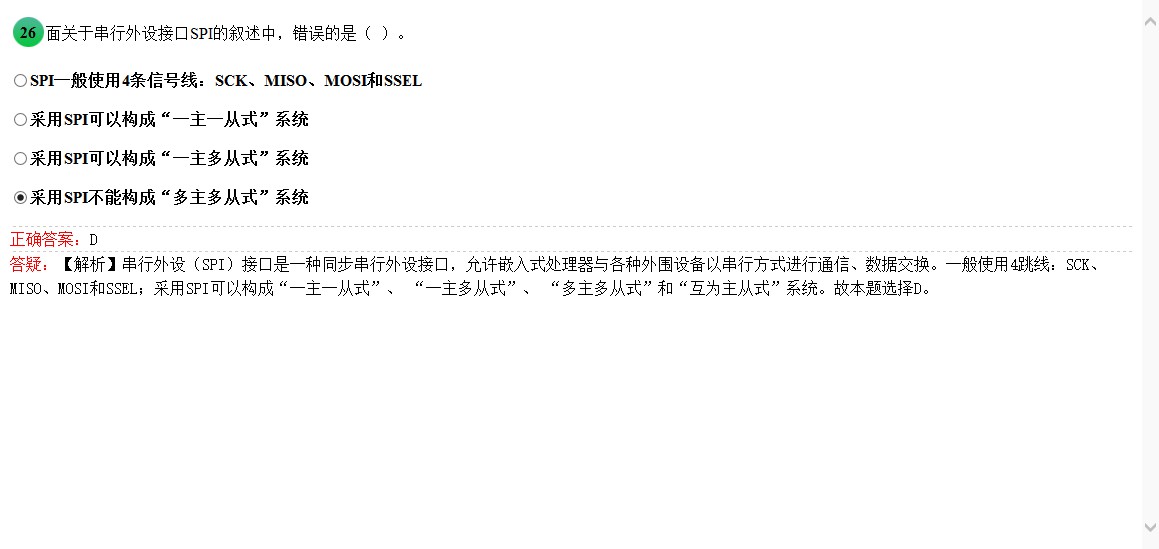 26 面关于串行外设接口SPI的叙述中，错误的是（ ）。
SPI一般使用4条信号线：SCK、MISO、MOSI和SSEL
采用SPI可以构成“一主一从式”系统
采用SPI可以构成“一主多从式”系统
采用SPI不能构成“多主多从式”系统
正确答案：D
答疑：【解析】串行外设（SPI）接口是一种同步串行外设接口，允许嵌入式处理器与各种外围设备以串行方式进行通信、数据交换。一般使用4跳线：SCK、
MISO、MOSI和SSEL；采用SPI可以构成“一主一从式”、 “一主多从式”、 “多主多从式”和“互为主从式”系统。故本题选择D。